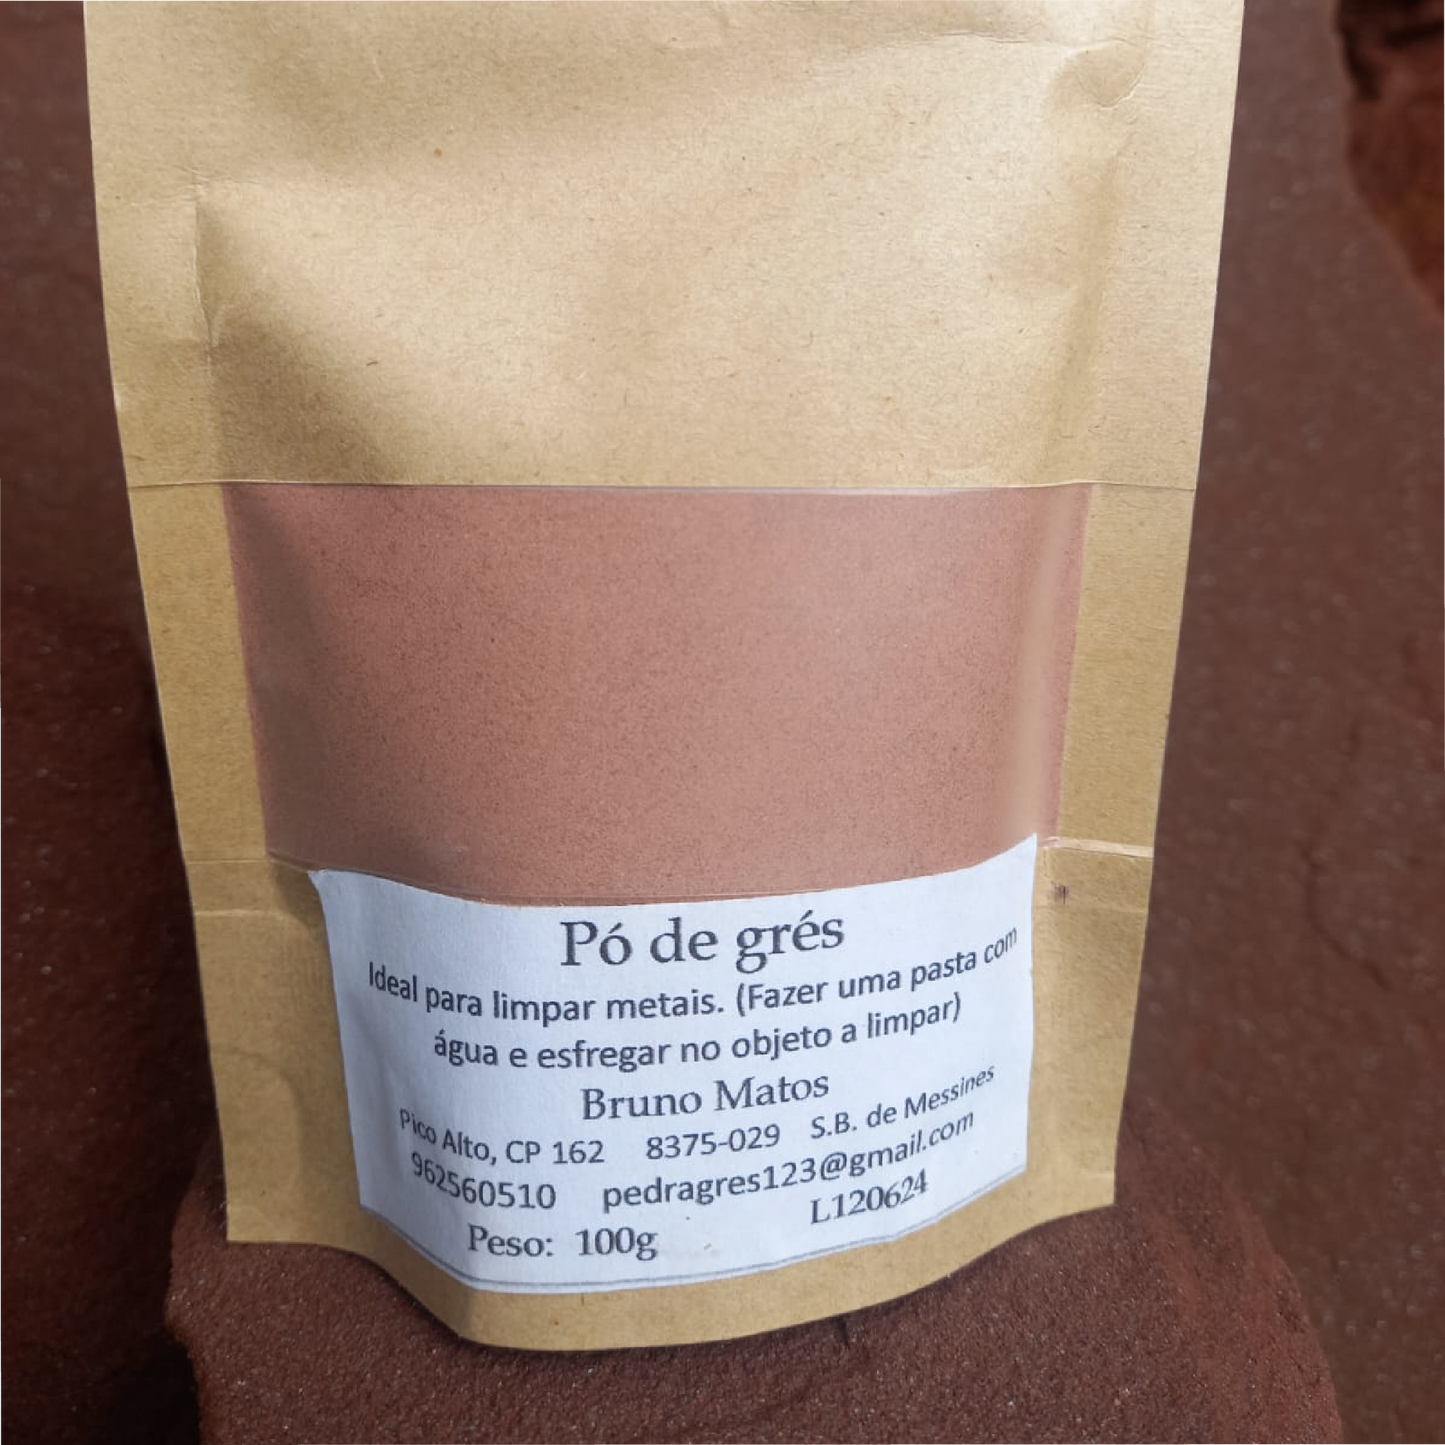 Pó de grés
Ideal para limpar metais. (Fazer uma pasta com
água e esfregar no objeto a limpar)
Bruno Matos
Pico Alto, CP 162 8375-029 S.B. de Messines
962560510 pedragres123@gmail.com
Peso: 100g L120624